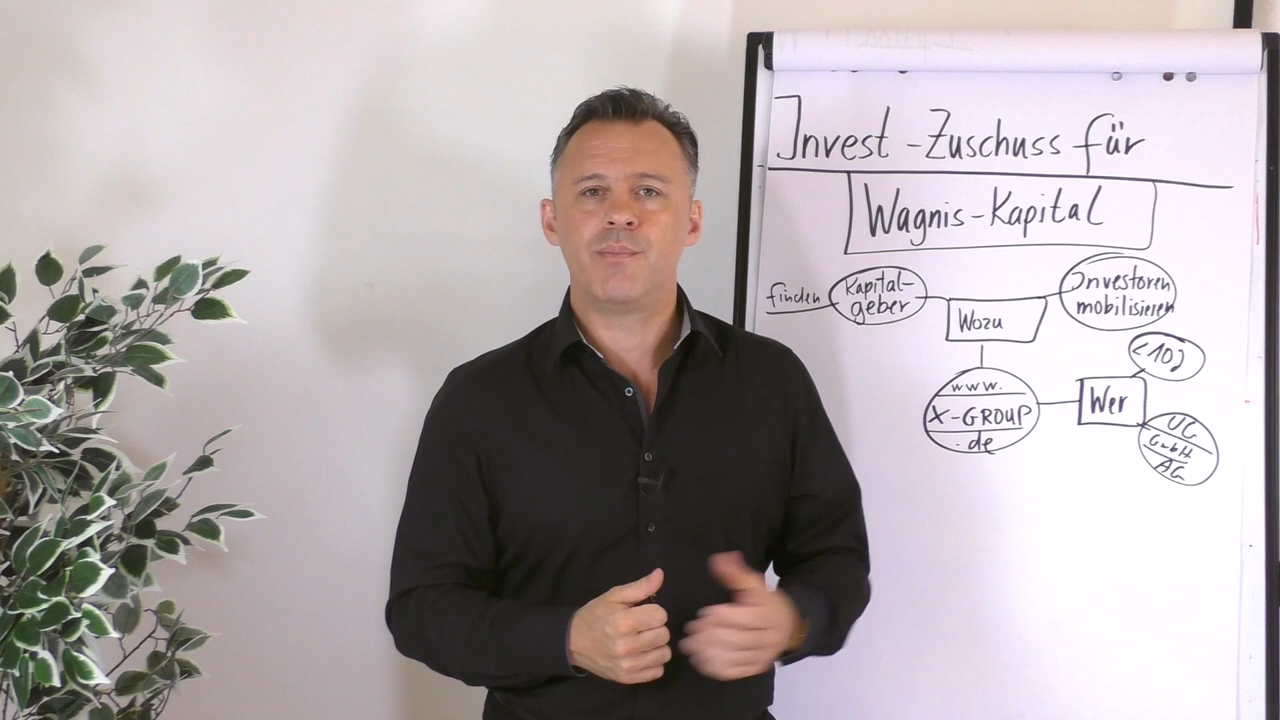 Invest-Zuschuss für
Wagnis-Kapital
finden
Kapital-
geber
Wozu
Investoren
mobilisieren
www.
X-GROUP
.de
Wer
<10J
UG
GmbH
AG